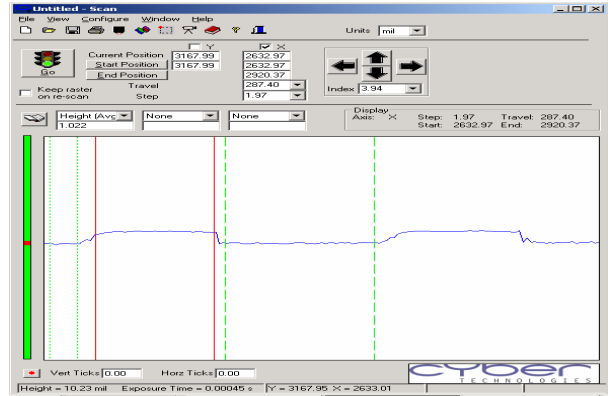 Untitled - Scan
File View Configure Window Help
Units mil
Y X
Current Position 3167.99 2632.97
Start Position 3167.99 2632.97
End Position 2920.37
Travel 287.40
Step 1.97
Go
Keep raster
on re-scan
Index 3.94
Height (Avg None None
1.022
Display
Axis: X Step: 1.97 Travel: 287.40
Start: 2632.97 End: 2920.37
Vert Ticks 0.00 Horz Ticks 0.00
CYBER
TECHNOLOGIES
Height = 10.23 mil Exposure Time = 0.00045 s Y = 3167.95 X = 2633.01